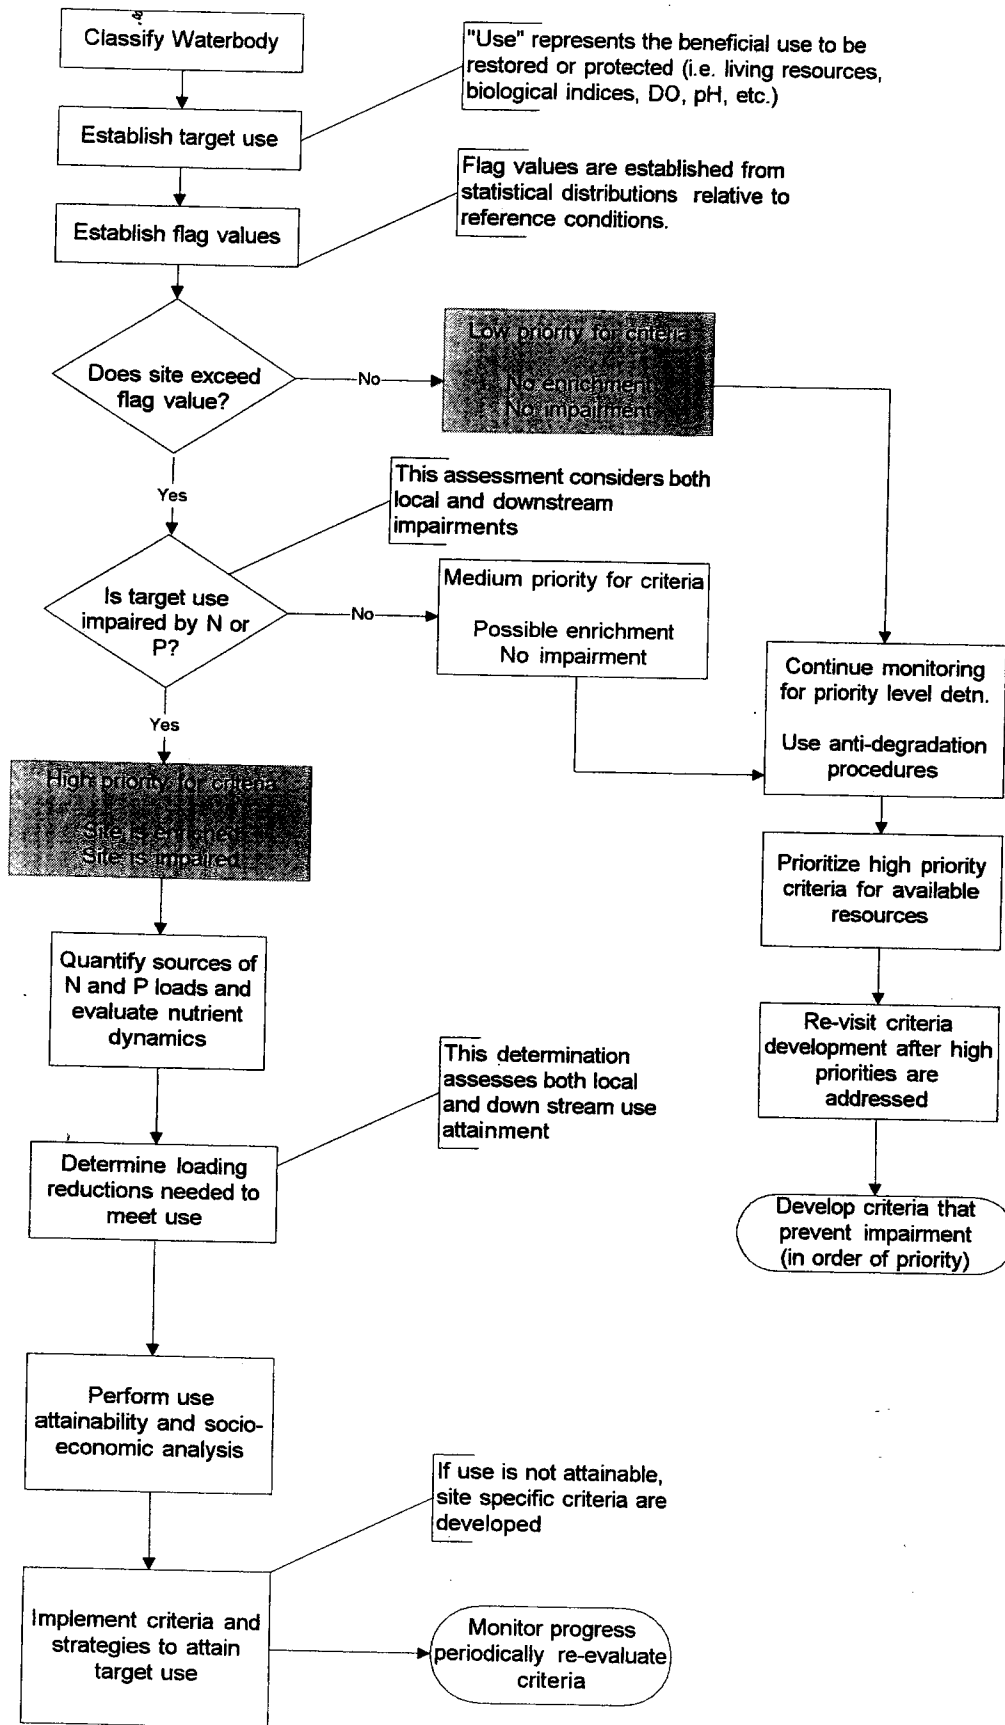 Classify Waterbody
"Use" represents the beneficial use to be
restored or protected (i.e. living resources,
biological indices, DO, pH, etc.)
Establish target use
Flag values are established from
statistical distributions relative to
reference conditions.
Establish flag values
Does site exceed
flag value?
No
Low priority for criteria
No enrichment
No impairment
Yes
This assessment considers both
local and downstream
impairments
Is target use
impaired by N or
P?
No
Medium priority for criteria
Possible enrichment
No impairment
Continue monitoring
for priority level detn.
Use anti-degradation
procedures
Yes
High priority for criteria
Site is enriched
Site is impaired
Prioritize high priority
criteria for available
resources
Quantify sources of
N and P loads and
evaluate nutrient
dynamics
Re-visit criteria
development after high
priorities are
addressed
This determination
assesses both local
and down stream use
attainment
Determine loading
reductions needed to
meet use
Develop criteria that
prevent impairment
(in order of priority)
Perform use
attainability and socio-
economic analysis
If use is not attainable,
site specific criteria are
developed
Implement criteria and
strategies to attain
target use
Monitor progress
periodically re-evaluate
criteria